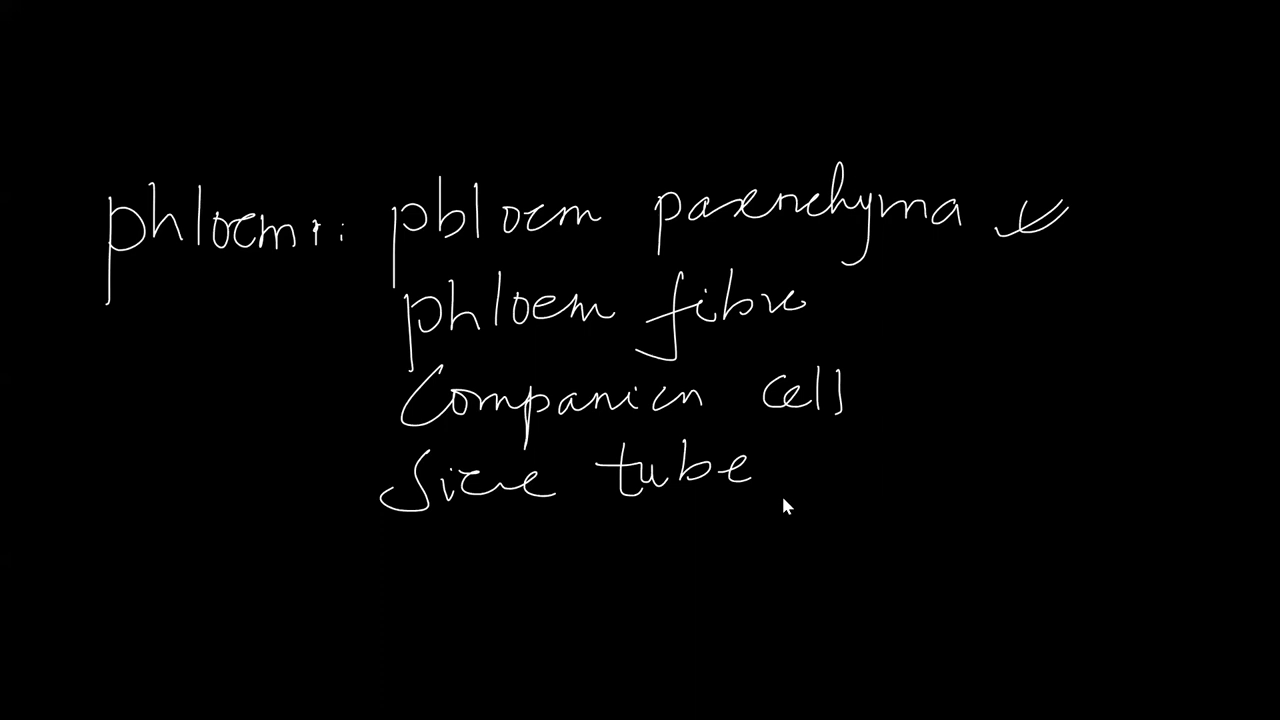 phloem: phloem parenchyma
phloem fibre
Companion cell
Sieve tube